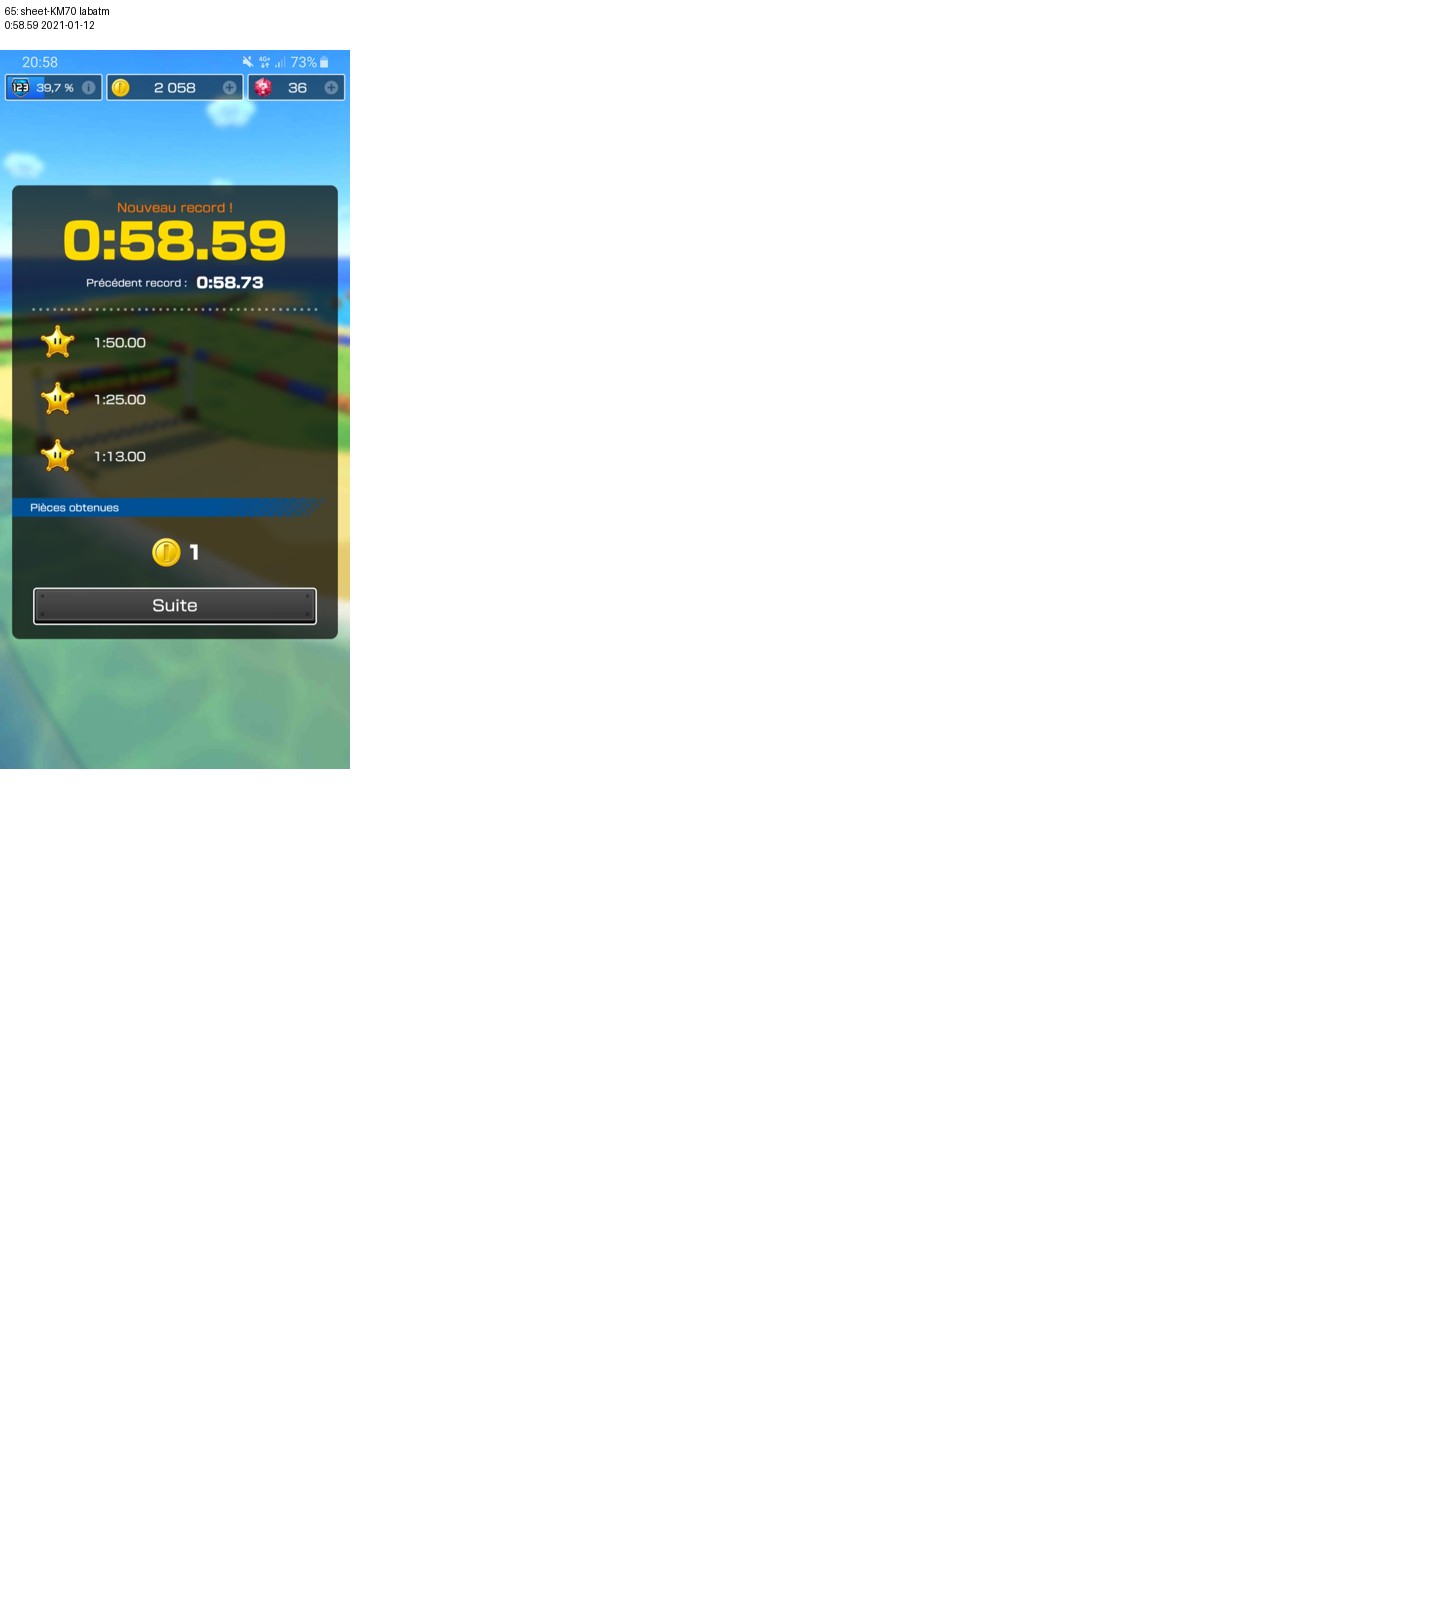 65: sheet-KM70 labatm
0:58.59 2021-01-12
20:58 4G+ 73%
123 39,7 % i 2 058 + 36 +
Nouveau record !
0:58.59
Précédent record : 0:58.73
1:50.00
1:25.00
1:13.00
Pièces obtenues
1
Suite